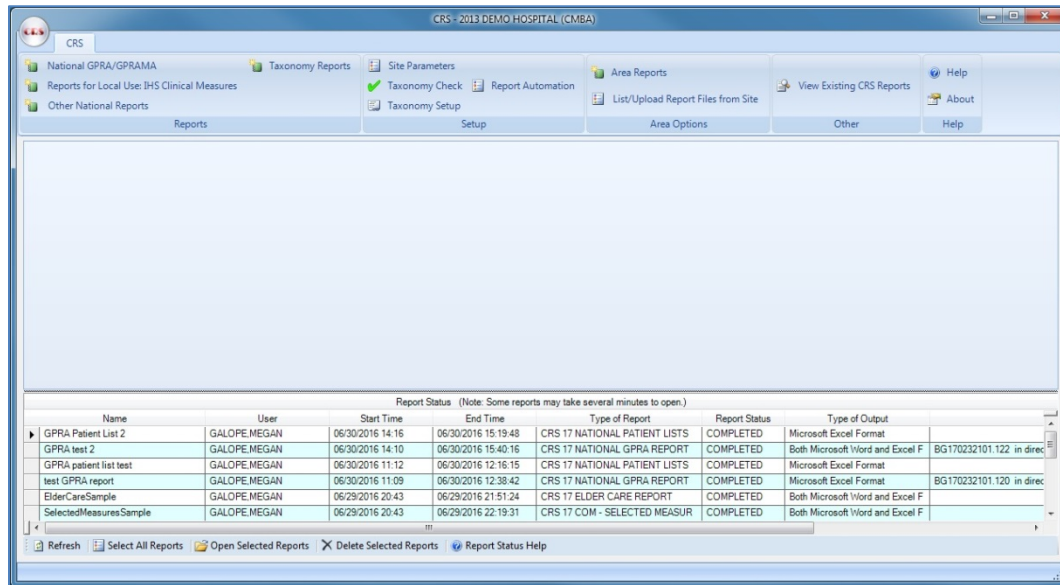 CRS - 2013 DEMO HOSPITAL (CMBA)
CRS
CRS
National GPRA/GPRAMA
Taxonomy Reports
Reports for Local Use: IHS Clinical Measures
Other National Reports
Reports
Site Parameters
Taxonomy Check
Report Automation
Taxonomy Setup
Setup
Area Reports
List/Upload Report Files from Site
Area Options
View Existing CRS Reports
Other
Help
About
Help
Report Status (Note: Some reports may take several minutes to open.)
Name User Start Time End Time Type of Report Report Status Type of Output
GPRA Patient List 2 GALOPE,MEGAN 06/30/2016 14:16 06/30/2016 15:19:48 CRS 17 NATIONAL PATIENT LISTS COMPLETED Microsoft Excel Format
GPRA test 2 GALOPE,MEGAN 06/30/2016 14:10 06/30/2016 15:40:16 CRS 17 NATIONAL GPRA REPORT COMPLETED Both Microsoft Word and Excel F BG170232101.122 in direc
GPRA patient list test GALOPE,MEGAN 06/30/2016 11:12 06/30/2016 12:16:15 CRS 17 NATIONAL PATIENT LISTS COMPLETED Microsoft Excel Format
test GPRA report GALOPE,MEGAN 06/30/2016 11:09 06/30/2016 12:38:42 CRS 17 NATIONAL GPRA REPORT COMPLETED Both Microsoft Word and Excel F BG170232101.120 in direc
ElderCareSample GALOPE,MEGAN 06/29/2016 20:43 06/29/2016 21:51:24 CRS 17 ELDER CARE REPORT COMPLETED Both Microsoft Word and Excel F
SelectedMeasuresSample GALOPE,MEGAN 06/29/2016 20:43 06/29/2016 22:19:31 CRS 17 COM - SELECTED MEASUR COMPLETED Both Microsoft Word and Excel F
Refresh Select All Reports Open Selected Reports Delete Selected Reports Report Status Help